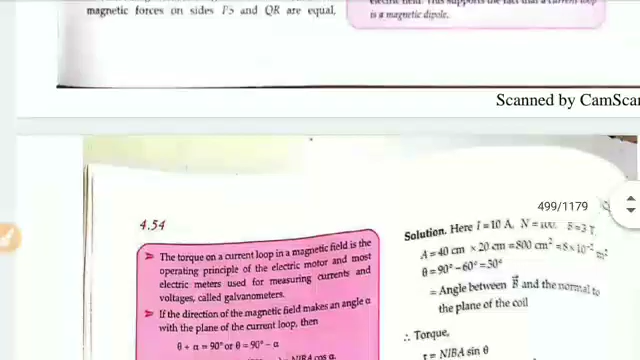 magnetic forces on sides PS and QR are equal,
electric field. This supports the fact that a current loop
is a magnetic dipole.
Scanned by CamScan
499/1179
4.54
➢ The torque on a current loop in a magnetic field is the
operating principle of the electric motor and most
electric meters used for measuring currents and
voltages, called galvanometers.
➢ If the direction of the magnetic field makes an angle α
with the plane of the current loop, then
θ + α = 90° or θ = 90° − α
NIBA cos α.
Solution. Here I = 10 A, N = 100, B = 3 T
A = 40 cm × 20 cm = 800 cm² = 8 × 10⁻² m²
θ = 90° − 60° = 30°
= Angle between B⃗ and the normal to
the plane of the coil
∴ Torque,
τ = NIBA sin θ